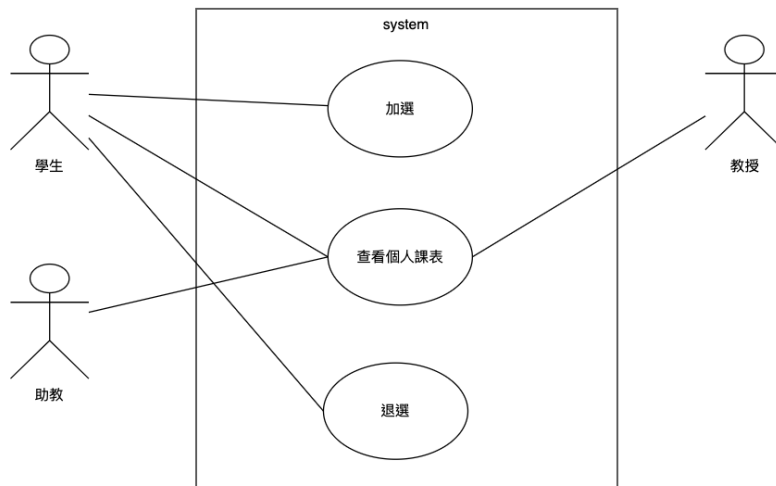 system
加選
學生
教授
查看個人課表
助教
退選